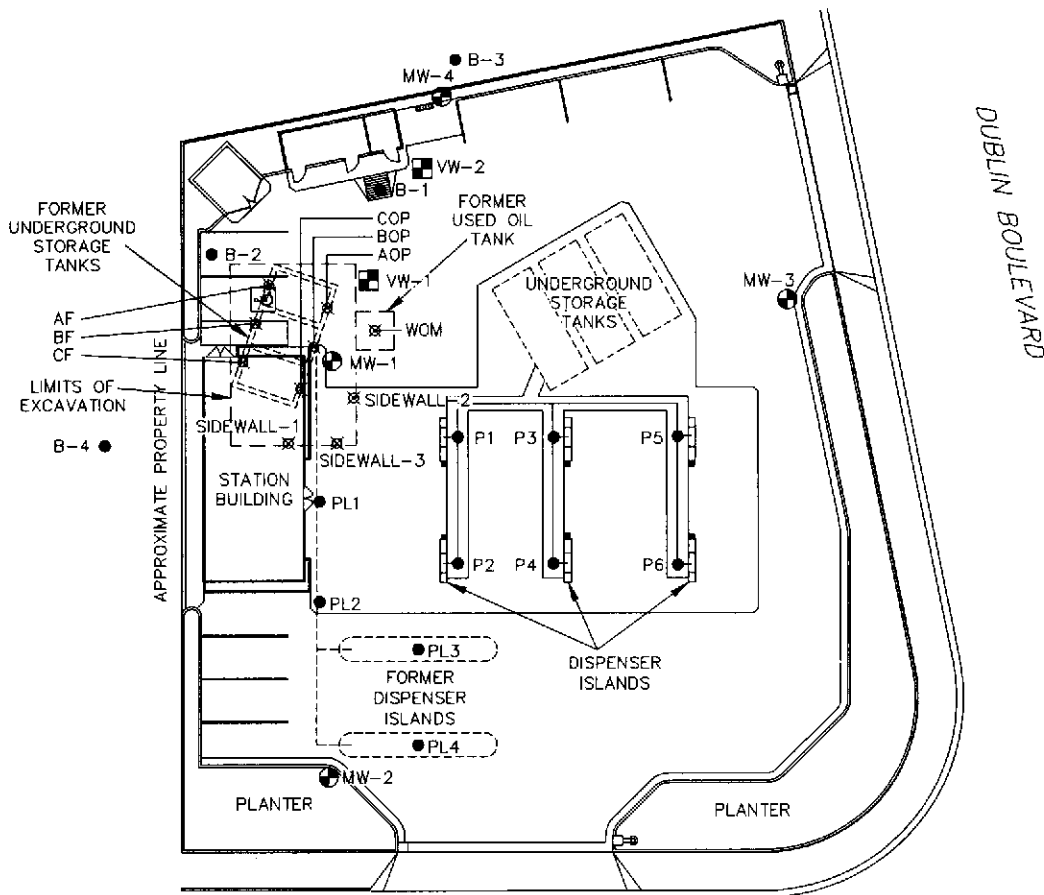 B-3
MW-4
DUBLIN BOULEVARD
VW-2
B-1
FORMER
UNDERGROUND
STORAGE
TANKS
COP
BOP
AOP
FORMER
USED OIL
TANK
B-2
VW-1
UNDERGROUND
STORAGE
TANKS
MW-3
AF
BF
CF
WOM
MW-1
LIMITS OF
EXCAVATION
APPROXIMATE PROPERTY LINE
SIDEWALL-2
SIDEWALL-1
B-4
SIDEWALL-3
P1
P3
P5
STATION
BUILDING
PL1
P2
P4
P6
PL2
PL3
FORMER
DISPENSER
ISLANDS
DISPENSER
ISLANDS
PL4
MW-2
PLANTER
PLANTER